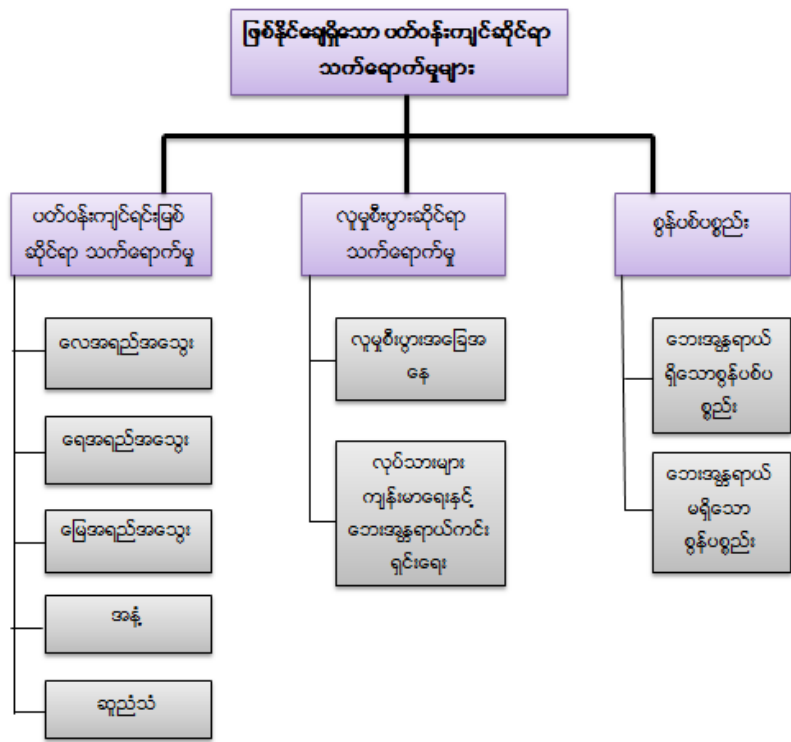 ဖြစ်နိုင်ချေရှိသော ပတ်ဝန်းကျင်ဆိုင်ရာ
သက်ရောက်မှုများ
ပတ်ဝန်းကျင်ရင်းမြစ်
ဆိုင်ရာ သက်ရောက်မှု
လေအရည်အသွေး
ရေအရည်အသွေး
မြေအရည်အသွေး
အနံ့
ဆူညံသံ
လူမှုစီးပွားဆိုင်ရာ
သက်ရောက်မှု
လူမှုစီးပွားအခြေအ
နေ
လုပ်သားများ
ကျန်းမာရေးနှင့်
ဘေးအန္တရာယ်ကင်း
ရှင်းရေး
စွန့်ပစ်ပစ္စည်း
ဘေးအန္တရာယ်
ရှိသောစွန့်ပစ်ပ
စ္စည်း
ဘေးအန္တရာယ်
မရှိသော
စွန့်ပစ္စည်း